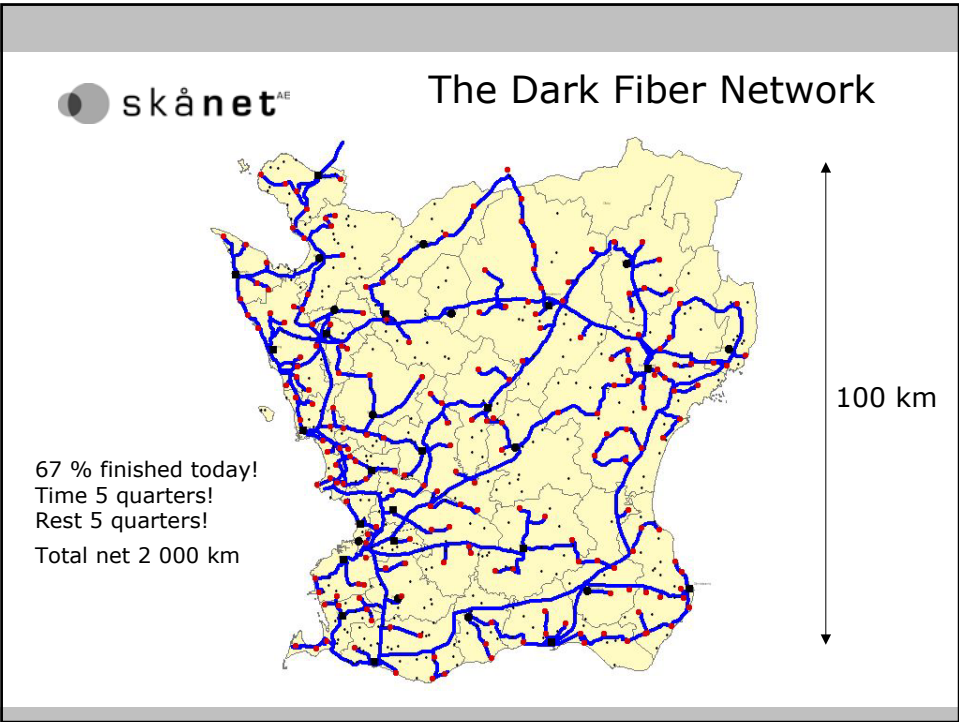 skånet AE
The Dark Fiber Network
100 km
67 % finished today!
Time 5 quarters!
Rest 5 quarters!
Total net 2 000 km